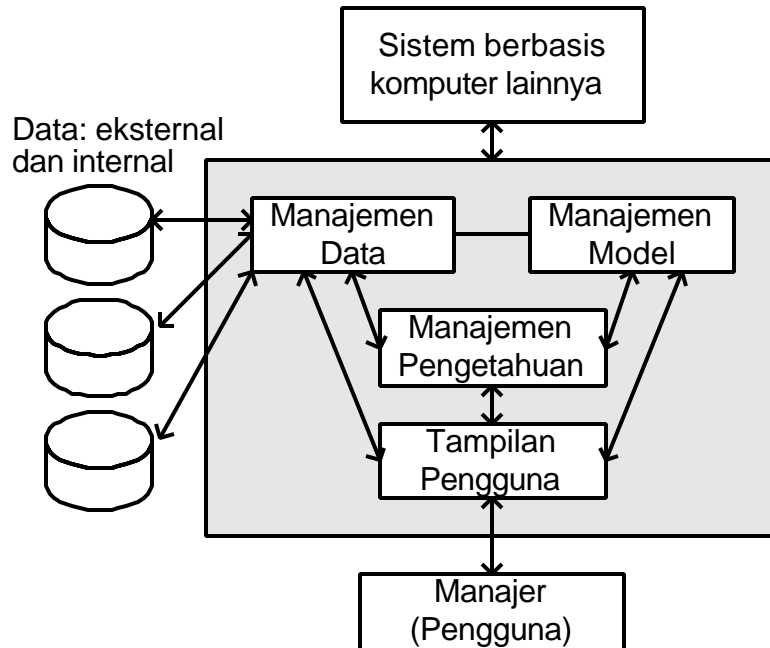 Sistem berbasis
komputer lainnya
Data: eksternal
dan internal
Manajemen
Data
Manajemen
Model
Manajemen
Pengetahuan
Tampilan
Pengguna
Manajer
(Pengguna)